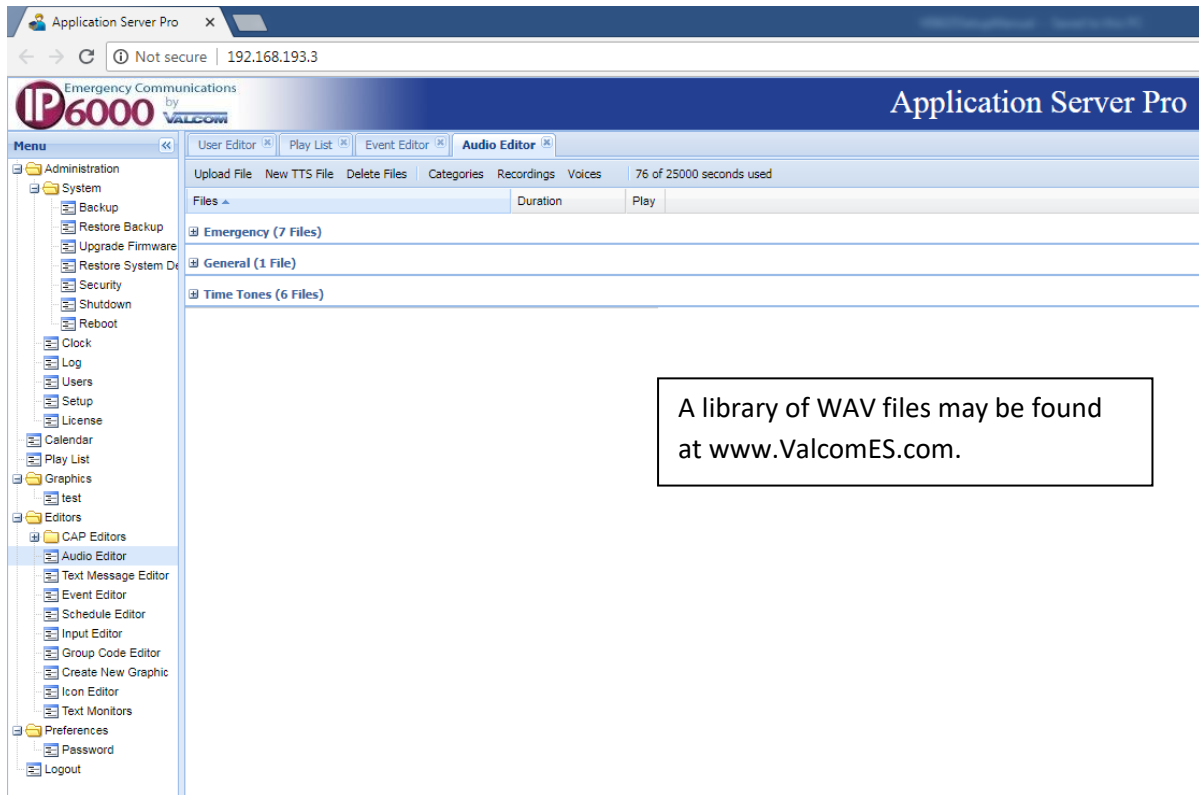 Application Server Pro
Not secure | 192.168.193.3
Emergency Communications
IP6000 by VALCOM
Application Server Pro
Menu
User Editor Play List Event Editor Audio Editor
Upload File New TTS File Delete Files Categories Recordings Voices 76 of 25000 seconds used
Files Duration Play
Emergency (7 Files)
General (1 File)
Time Tones (6 Files)
Administration
System
Backup
Restore Backup
Upgrade Firmware
Restore System De
Security
Shutdown
Reboot
Clock
Log
Users
Setup
License
Calendar
Play List
Graphics
test
Editors
CAP Editors
Audio Editor
Text Message Editor
Event Editor
Schedule Editor
Input Editor
Group Code Editor
Create New Graphic
Icon Editor
Text Monitors
Preferences
Password
Logout
A library of WAV files may be found
at www.ValcomES.com.